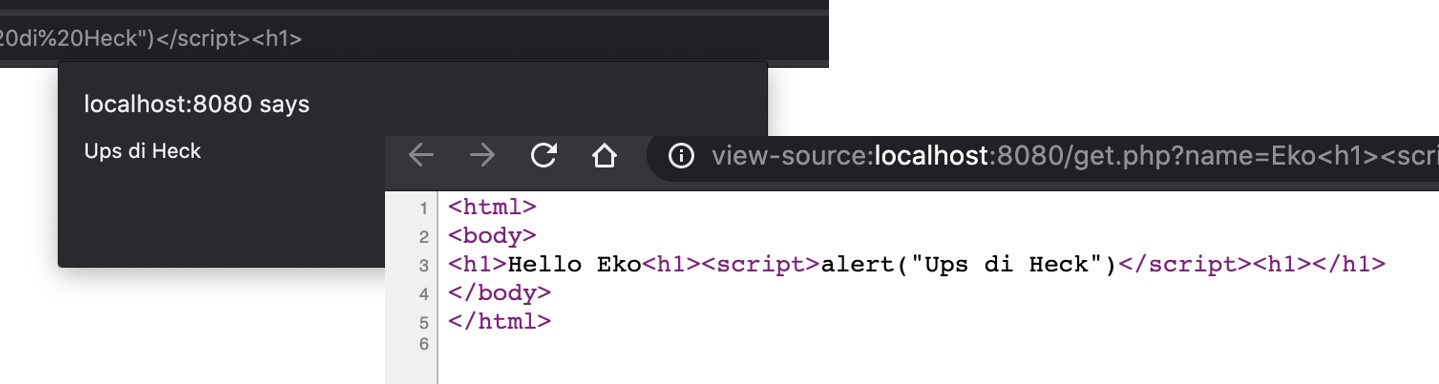 20di%20Heck")</script><h1>
localhost:8080 says
Ups di Heck
view-source:localhost:8080/get.php?name=Eko<h1><scri
1 <html>
2 <body>
3 <h1>Hello Eko<h1><script>alert("Ups di Heck")</script><h1></h1>
4 </body>
5 </html>
6